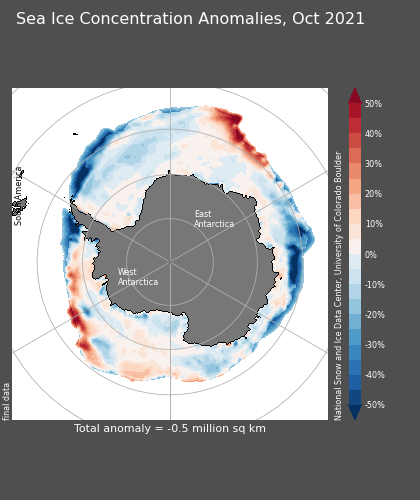 Sea Ice Concentration Anomalies, Oct 2021
South America
East
Antarctica
West
Antarctica
final data
50%
40%
30%
20%
10%
0%
-10%
-20%
-30%
-40%
-50%
National Snow and Ice Data Center, University of Colorado Boulder
Total anomaly = -0.5 million sq km